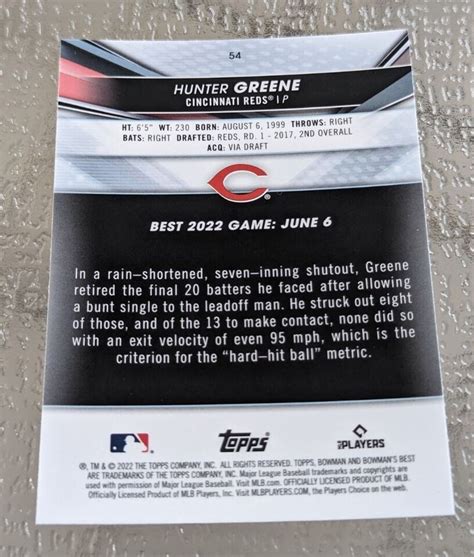 54
HUNTER GREENE
CINCINNATI REDS® | P
HT: 6'5" WT: 230 BORN: AUGUST 6, 1999 THROWS: RIGHT
BATS: RIGHT DRAFTED: REDS, RD. 1 - 2017, 2ND OVERALL
ACQ: VIA DRAFT
BEST 2022 GAME: JUNE 6
In a rain–shortened, seven–inning shutout, Greene
retired the final 20 batters he faced after allowing
a bunt single to the leadoff man. He struck out eight
of those, and of the 13 to make contact, none did so
with an exit velocity of even 95 mph, which is the
criterion for the "hard–hit ball" metric.
topps
PLAYERS
®, TM & © 2022 THE TOPPS COMPANY, INC. ALL RIGHTS RESERVED. TOPPS, BOWMAN AND BOWMAN'S BEST
ARE TRADEMARKS OF THE TOPPS COMPANY, INC. Major League Baseball trademarks and copyrights are
used with permission of Major League Baseball. Visit MLB.com. OFFICIALLY LICENSED PRODUCT OF MLB.
Officially Licensed Product of MLB Players, Inc. Visit MLBPLAYERS.COM, the Players Choice on the web.